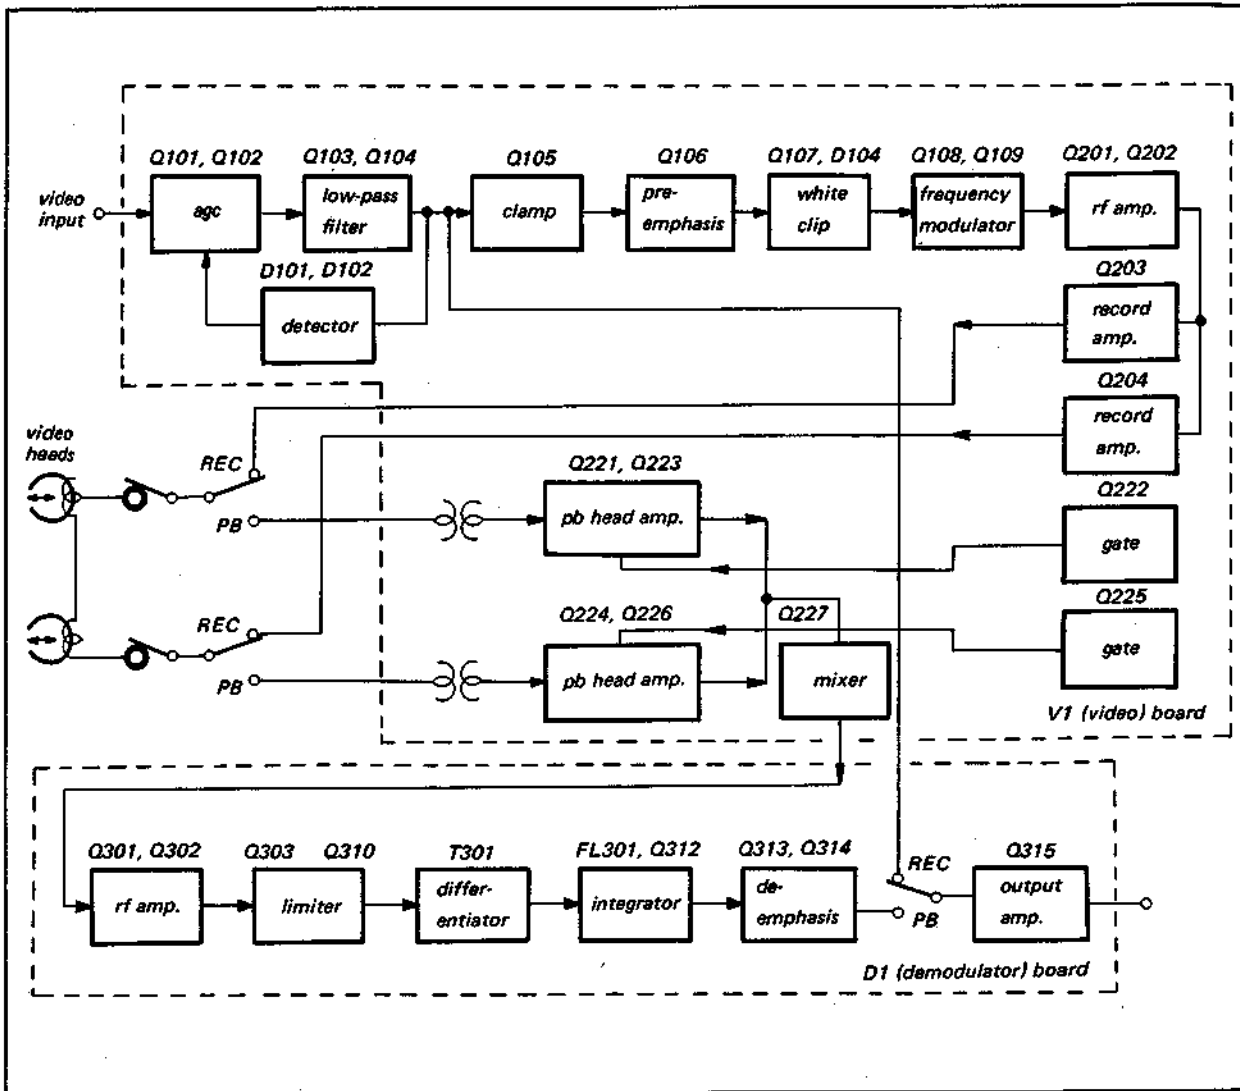 Q101, Q102
Q103, Q104
Q105
Q106
Q107, D104
Q108, Q109
Q201, Q202
video
input
agc
low-pass
filter
clamp
pre-
emphasis
white
clip
frequency
modulator
rf amp.
D101, D102
detector
Q203
record
amp.
Q204
record
amp.
video
heads
REC
PB
Q221, Q223
pb head amp.
Q222
gate
REC
PB
Q224, Q226
pb head amp.
Q227
mixer
Q225
gate
V1 (video) board
Q301, Q302
Q303 Q310
T301
FL301, Q312
Q313, Q314
REC
PB
Q315
rf amp.
limiter
differ-
entiator
integrator
de-
emphasis
output
amp.
D1 (demodulator) board